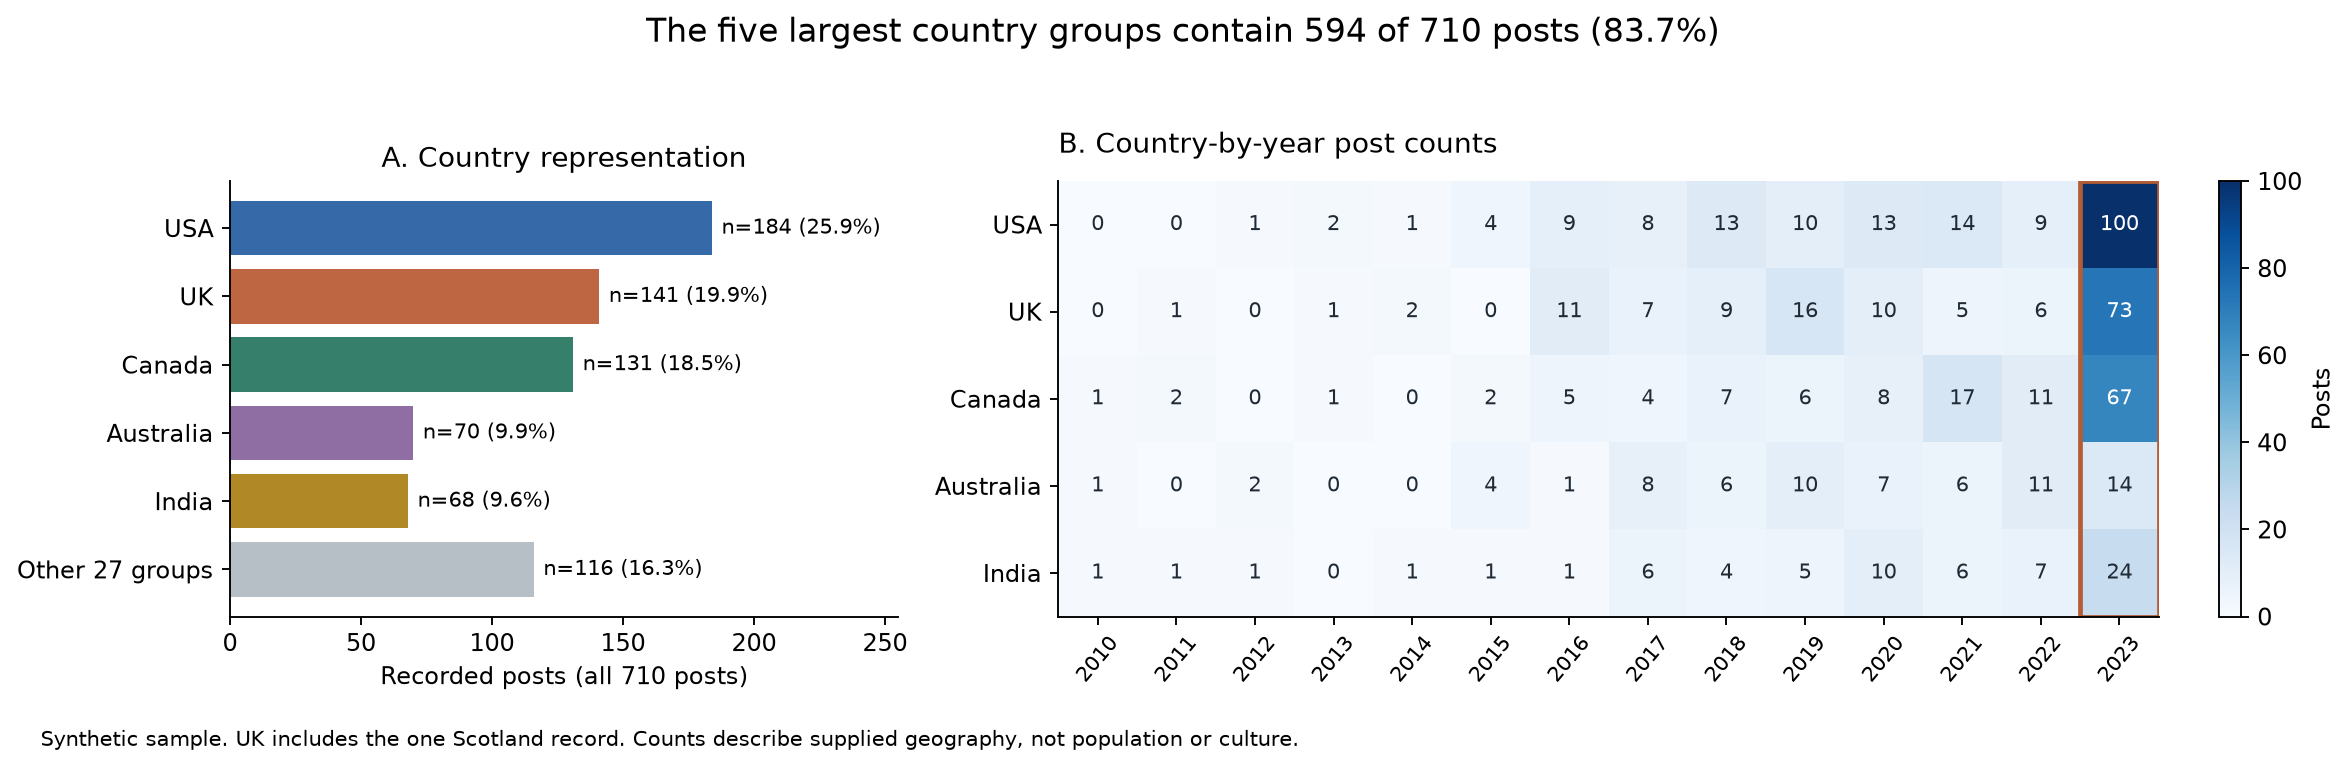 The five largest country groups contain 594 of 710 posts (83.7%)
A. Country representation
USA n=184 (25.9%)
UK n=141 (19.9%)
Canada n=131 (18.5%)
Australia n=70 (9.9%)
India n=68 (9.6%)
Other 27 groups n=116 (16.3%)
0 50 100 150 200 250
Recorded posts (all 710 posts)
B. Country-by-year post counts
USA 0 0 1 2 1 4 9 8 13 10 13 14 9 100
UK 0 1 0 1 2 0 11 7 9 16 10 5 6 73
Canada 1 2 0 1 0 2 5 4 7 6 8 17 11 67
Australia 1 0 2 0 0 4 1 8 6 10 7 6 11 14
India 1 1 1 0 1 1 1 6 4 5 10 6 7 24
2010 2011 2012 2013 2014 2015 2016 2017 2018 2019 2020 2021 2022 2023
100
80
60
40
20
0
Posts
Synthetic sample. UK includes the one Scotland record. Counts describe supplied geography, not population or culture.